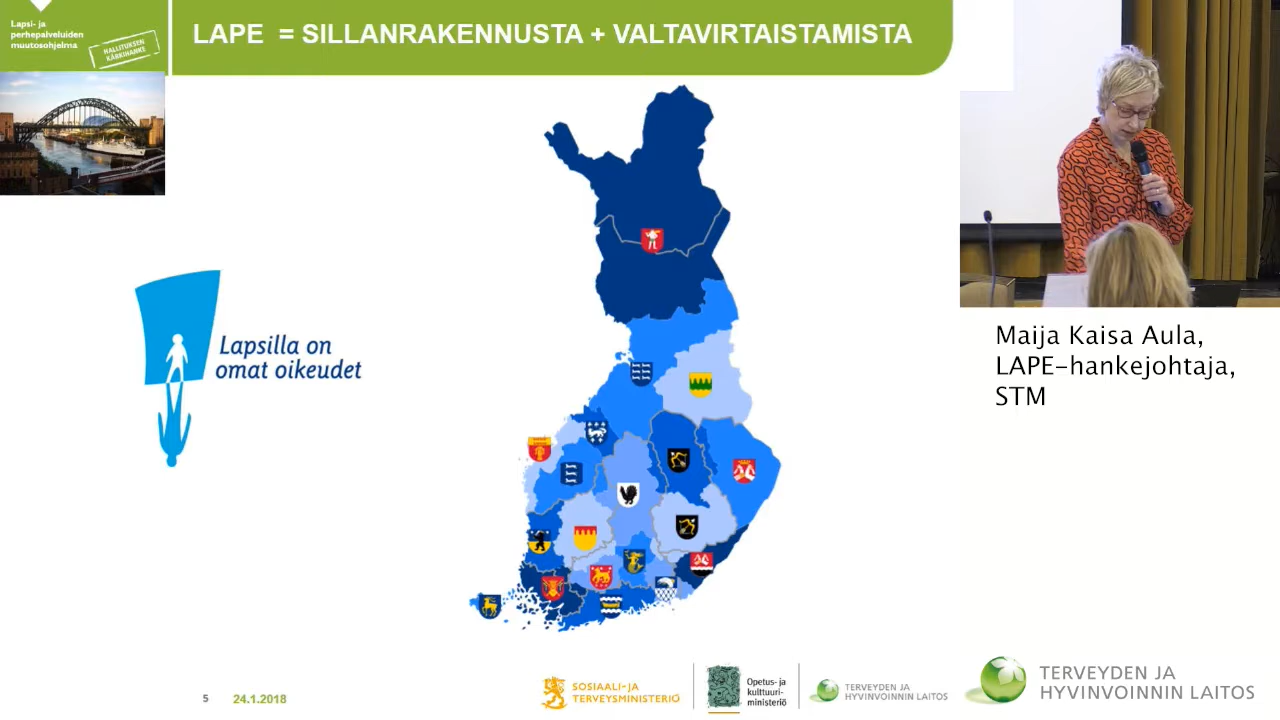 Lapsi- ja
perhepalveluiden
muutosohjelma
HALLITUKSEN
KÄRKIHANKE
LAPE = SILLANRAKENNUSTA + VALTAVIRTAISTAMISTA
Lapsilla on
omat oikeudet
Maija Kaisa Aula,
LAPE-hankejohtaja,
STM
5
24.1.2018
SOSIAALI- JA
TERVEYSMINISTERIÖ
Opetus- ja
kulttuuri-
ministeriö
TERVEYDEN JA
HYVINVOINNIN LAITOS
TERVEYDEN JA
HYVINVOINNIN LAITOS